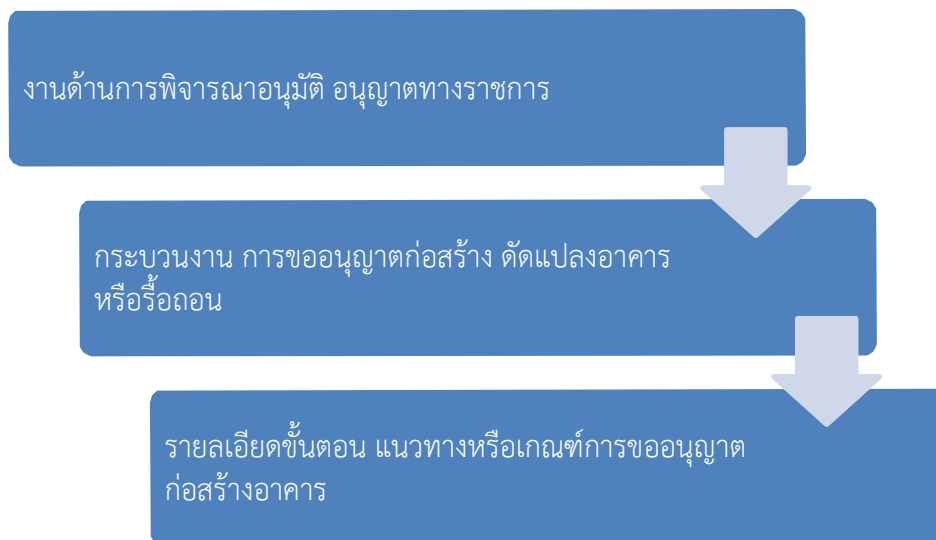 งานด้านการพิจารณาอนุมัติ อนุญาตทางราชการ
กระบวนงาน การขออนุญาตก่อสร้าง ดัดแปลงอาคาร
หรือรื้อถอน
รายลเอียดขั้นตอน แนวทางหรือเกณฑ์การขออนุญาต
ก่อสร้างอาคาร